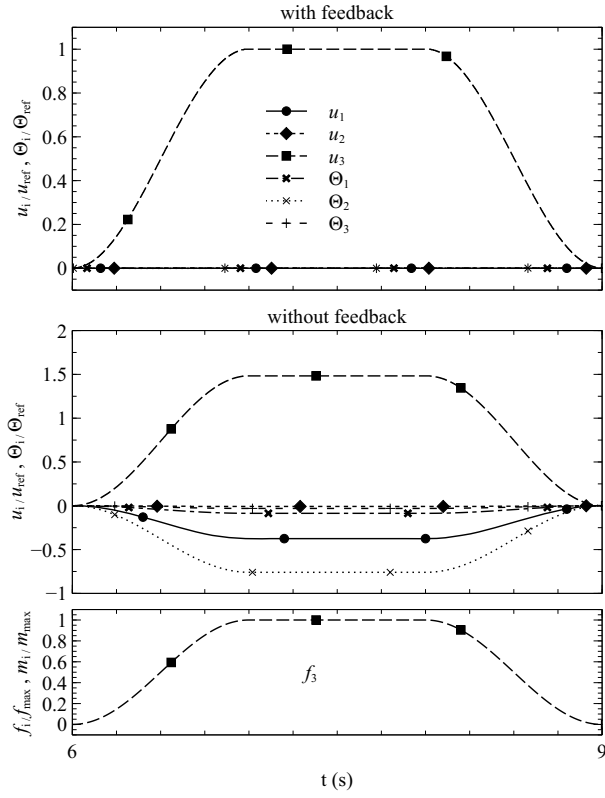 with feedback
u_i/u_ref , Θ_i/Θ_ref
1
0.8
0.6
0.4
0.2
0
u_1
u_2
u_3
Θ_1
Θ_2
Θ_3
without feedback
u_i/u_ref , Θ_i/Θ_ref
2
1.5
1
0.5
0
−0.5
−1
f_i/f_max , m_i/m_max
1
0.8
0.6
0.4
0.2
0
f_3
6
9
t (s)